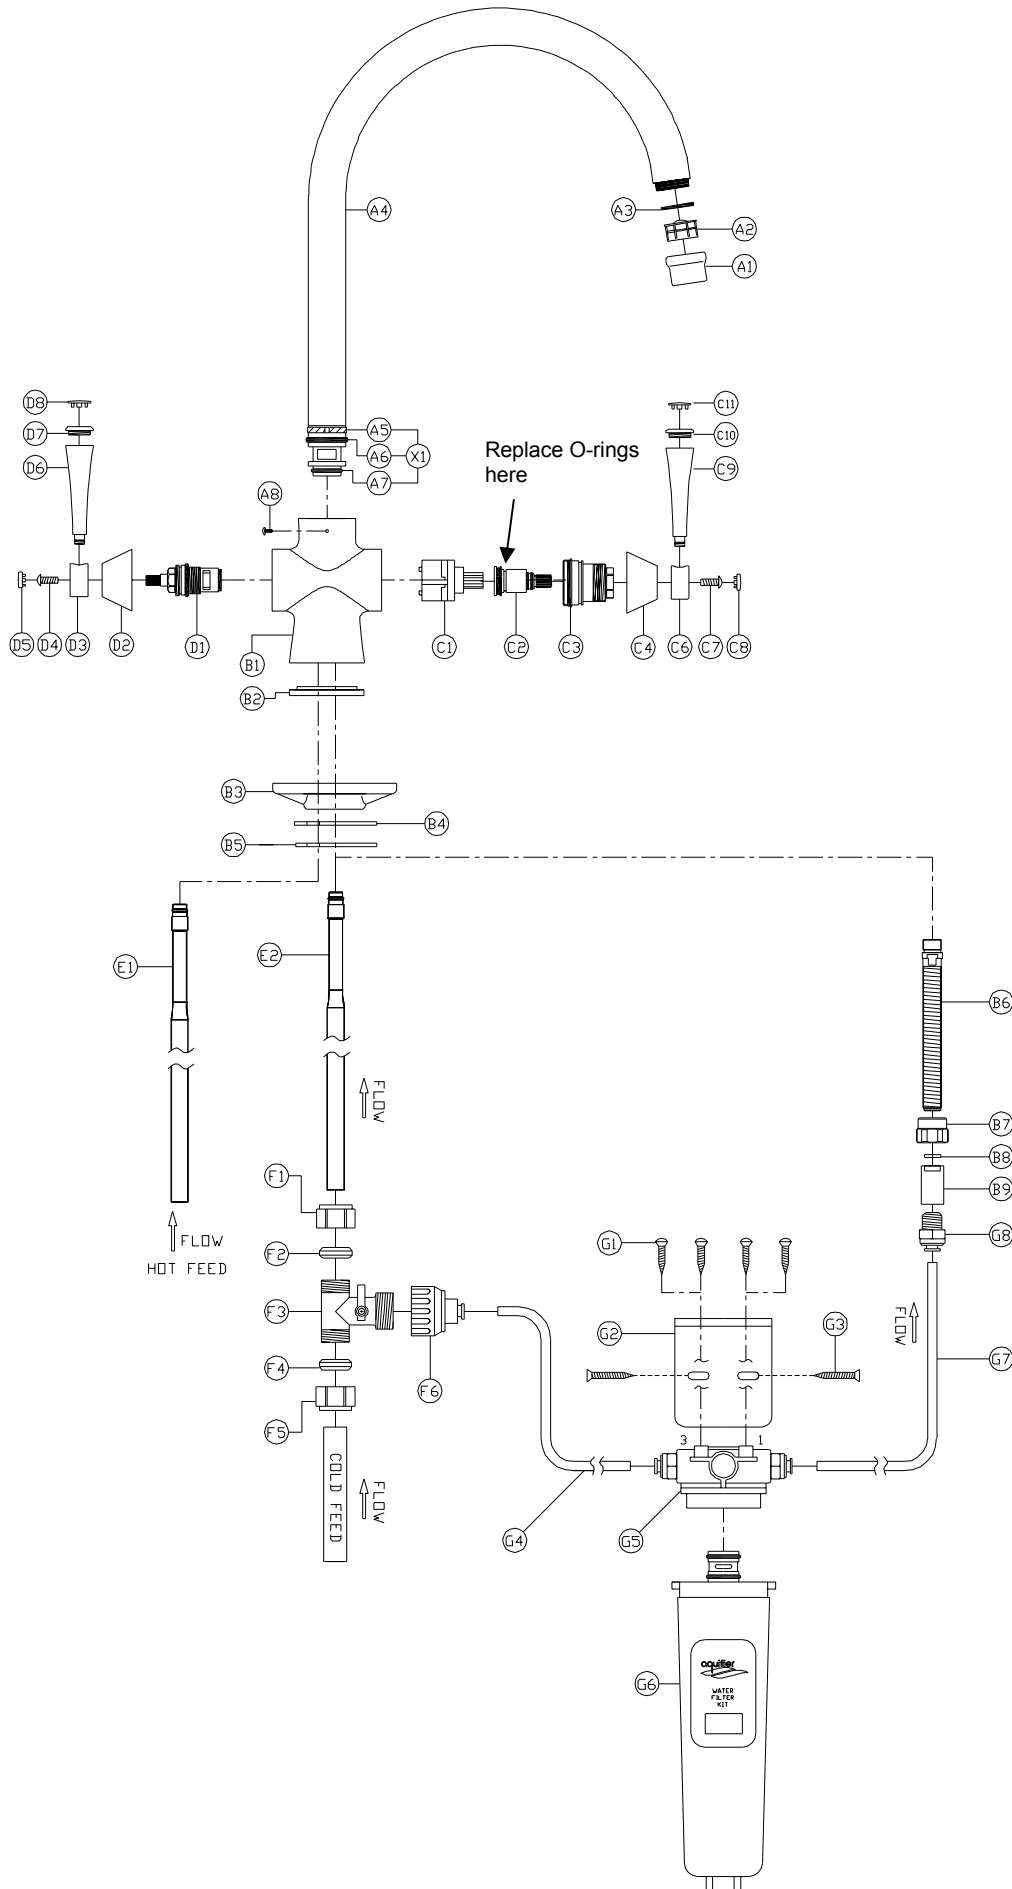 A4
A3
A2
A1
D8
D7
D6
C11
C10
C9
A5
A6
X1
A7
Replace O-rings
here
A8
D5
D4
D3
D2
D1
B1
C1
C2
C3
C4
C6
C7
C8
B2
B3
B4
B5
E1
E2
B6
FLOW
B7
B8
B9
F1
FLOW
HOT FEED
F2
G1
G8
F3
G2
G3
FLOW
G7
F4
F6
F5
3
1
COLD FEED
FLOW
G4
G5
aquifier
WATER
FILTER
KIT
G6